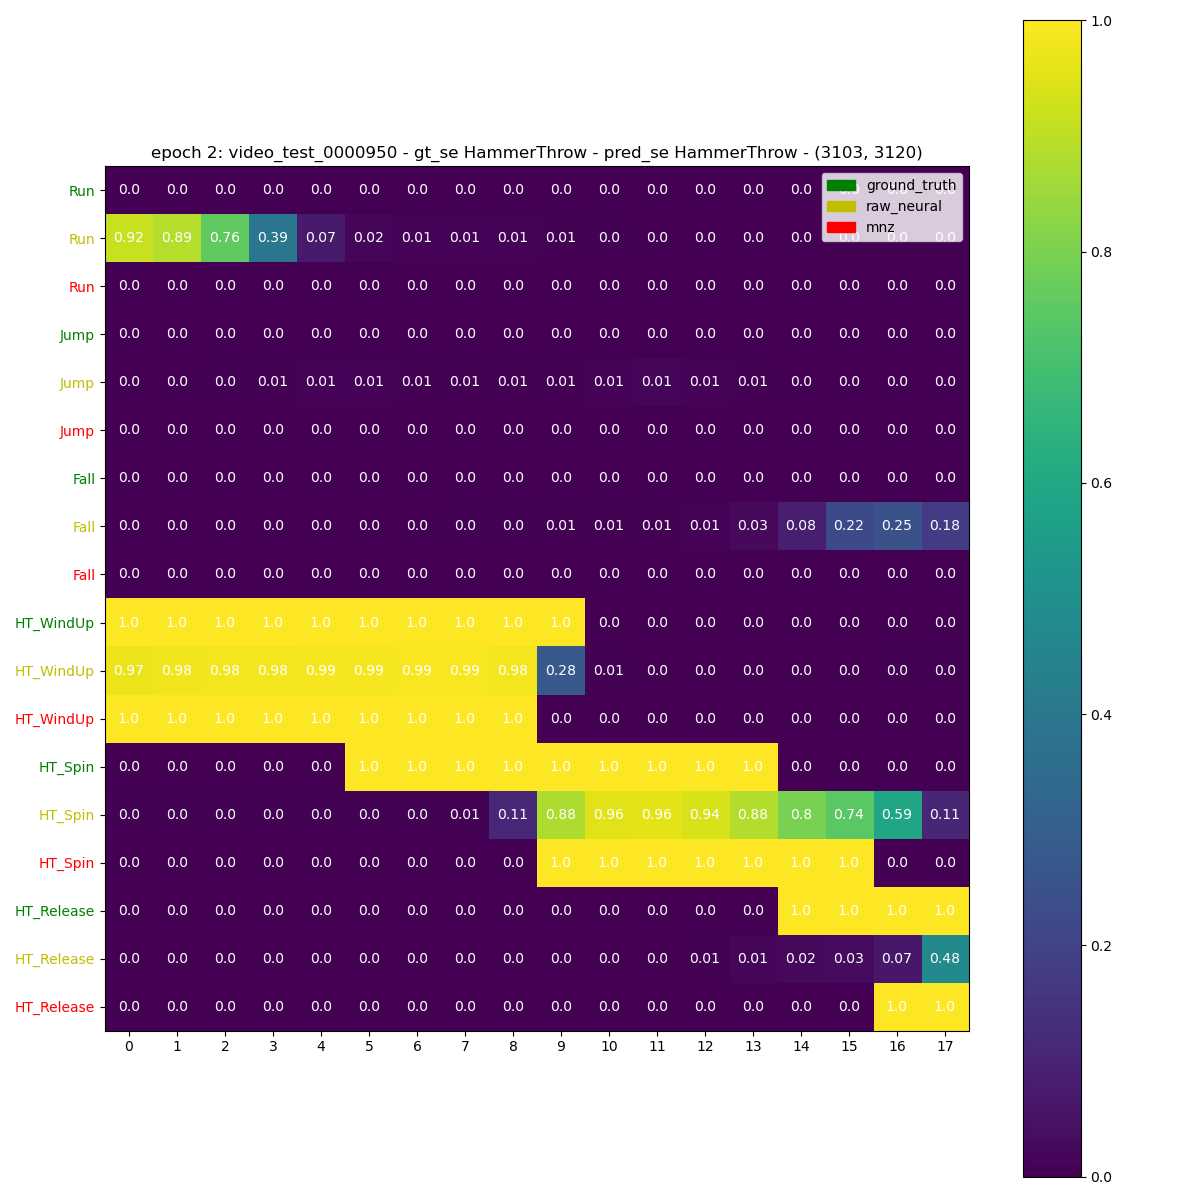 epoch 2: video_test_0000950 - gt_se HammerThrow - pred_se HammerThrow - (3103, 3120)
1.0
ground_truth
raw_neural
mnz
Run 0.0 0.0 0.0 0.0 0.0 0.0 0.0 0.0 0.0 0.0 0.0 0.0 0.0 0.0 0.0 0.0
Run 0.92 0.89 0.76 0.39 0.07 0.02 0.01 0.01 0.01 0.01 0.0 0.0 0.0 0.0 0.0 0.0 0.0
0.8
Run 0.0 0.0 0.0 0.0 0.0 0.0 0.0 0.0 0.0 0.0 0.0 0.0 0.0 0.0 0.0 0.0 0.0 0.0
Jump 0.0 0.0 0.0 0.0 0.0 0.0 0.0 0.0 0.0 0.0 0.0 0.0 0.0 0.0 0.0 0.0 0.0 0.0
Jump 0.0 0.0 0.0 0.01 0.01 0.01 0.01 0.01 0.01 0.01 0.01 0.01 0.01 0.01 0.0 0.0 0.0 0.0
Jump 0.0 0.0 0.0 0.0 0.0 0.0 0.0 0.0 0.0 0.0 0.0 0.0 0.0 0.0 0.0 0.0 0.0 0.0
Fall 0.0 0.0 0.0 0.0 0.0 0.0 0.0 0.0 0.0 0.0 0.0 0.0 0.0 0.0 0.0 0.0 0.0 0.0
0.6
Fall 0.0 0.0 0.0 0.0 0.0 0.0 0.0 0.0 0.0 0.01 0.01 0.01 0.01 0.03 0.08 0.22 0.25 0.18
Fall 0.0 0.0 0.0 0.0 0.0 0.0 0.0 0.0 0.0 0.0 0.0 0.0 0.0 0.0 0.0 0.0 0.0 0.0
HT_WindUp 1.0 1.0 1.0 1.0 1.0 1.0 1.0 1.0 1.0 1.0 0.0 0.0 0.0 0.0 0.0 0.0 0.0 0.0
HT_WindUp 0.97 0.98 0.98 0.98 0.99 0.99 0.99 0.99 0.98 0.28 0.01 0.0 0.0 0.0 0.0 0.0 0.0 0.0
HT_WindUp 1.0 1.0 1.0 1.0 1.0 1.0 1.0 1.0 1.0 0.0 0.0 0.0 0.0 0.0 0.0 0.0 0.0 0.0
0.4
HT_Spin 0.0 0.0 0.0 0.0 0.0 1.0 1.0 1.0 1.0 1.0 1.0 1.0 1.0 1.0 0.0 0.0 0.0 0.0
HT_Spin 0.0 0.0 0.0 0.0 0.0 0.0 0.0 0.01 0.11 0.88 0.96 0.96 0.94 0.88 0.8 0.74 0.59 0.11
HT_Spin 0.0 0.0 0.0 0.0 0.0 0.0 0.0 0.0 0.0 1.0 1.0 1.0 1.0 1.0 1.0 1.0 0.0 0.0
HT_Release 0.0 0.0 0.0 0.0 0.0 0.0 0.0 0.0 0.0 0.0 0.0 0.0 0.0 0.0 1.0 1.0 1.0 1.0
0.2
HT_Release 0.0 0.0 0.0 0.0 0.0 0.0 0.0 0.0 0.0 0.0 0.0 0.0 0.01 0.01 0.02 0.03 0.07 0.48
HT_Release 0.0 0.0 0.0 0.0 0.0 0.0 0.0 0.0 0.0 0.0 0.0 0.0 0.0 0.0 0.0 0.0 1.0 1.0
0 1 2 3 4 5 6 7 8 9 10 11 12 13 14 15 16 17
0.0